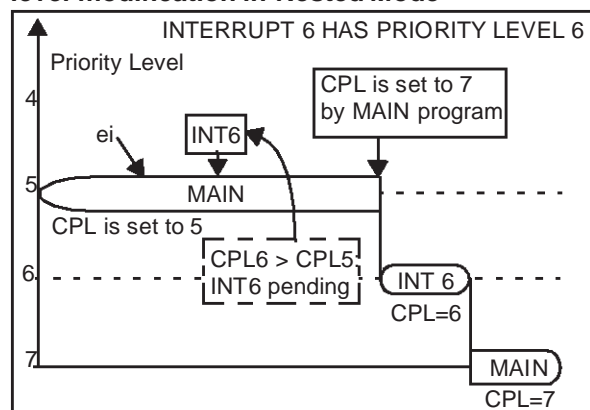 level Modification in Nested Mode
INTERRUPT 6 HAS PRIORITY LEVEL 6
Priority Level
CPL is set to 7
by MAIN program
4
ei
INT6
5
MAIN
CPL is set to 5
CPL6 > CPL5
INT6 pending
6
INT 6
CPL=6
7
MAIN
CPL=7